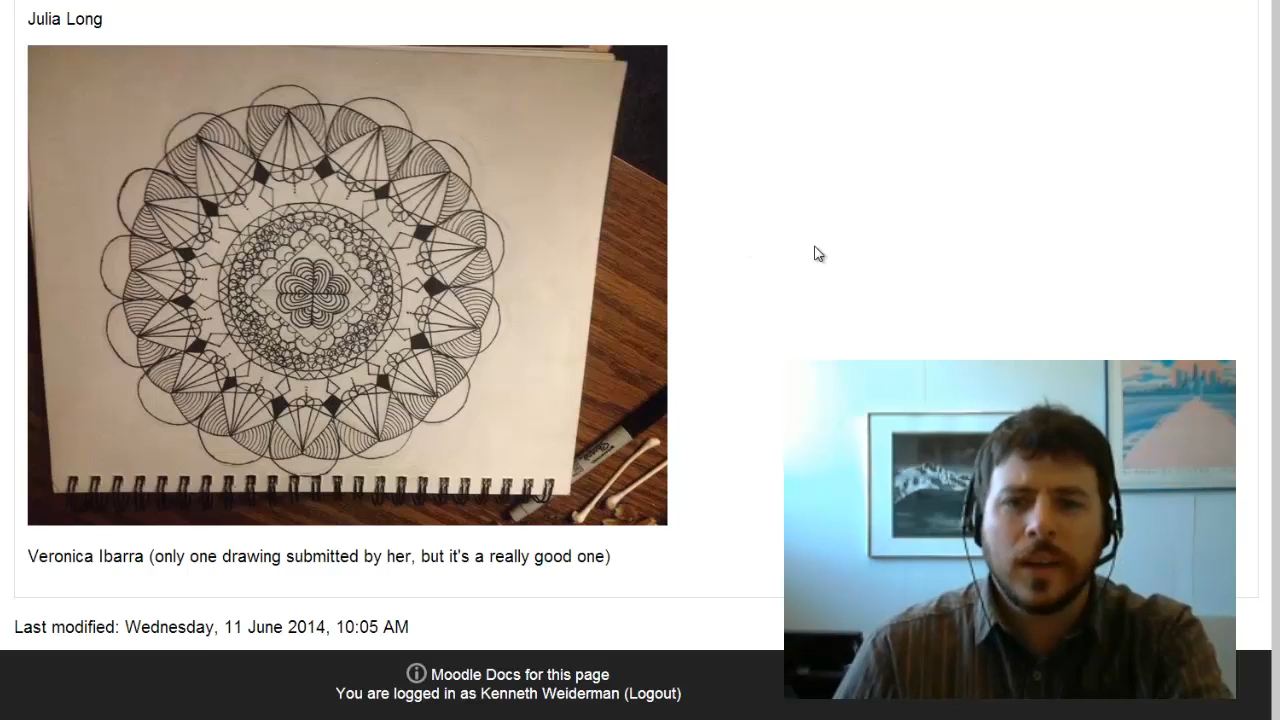 Julia Long
Veronica Ibarra (only one drawing submitted by her, but it's a really good one)
Last modified: Wednesday, 11 June 2014, 10:05 AM
Moodle Docs for this page
You are logged in as Kenneth Weiderman (Logout)